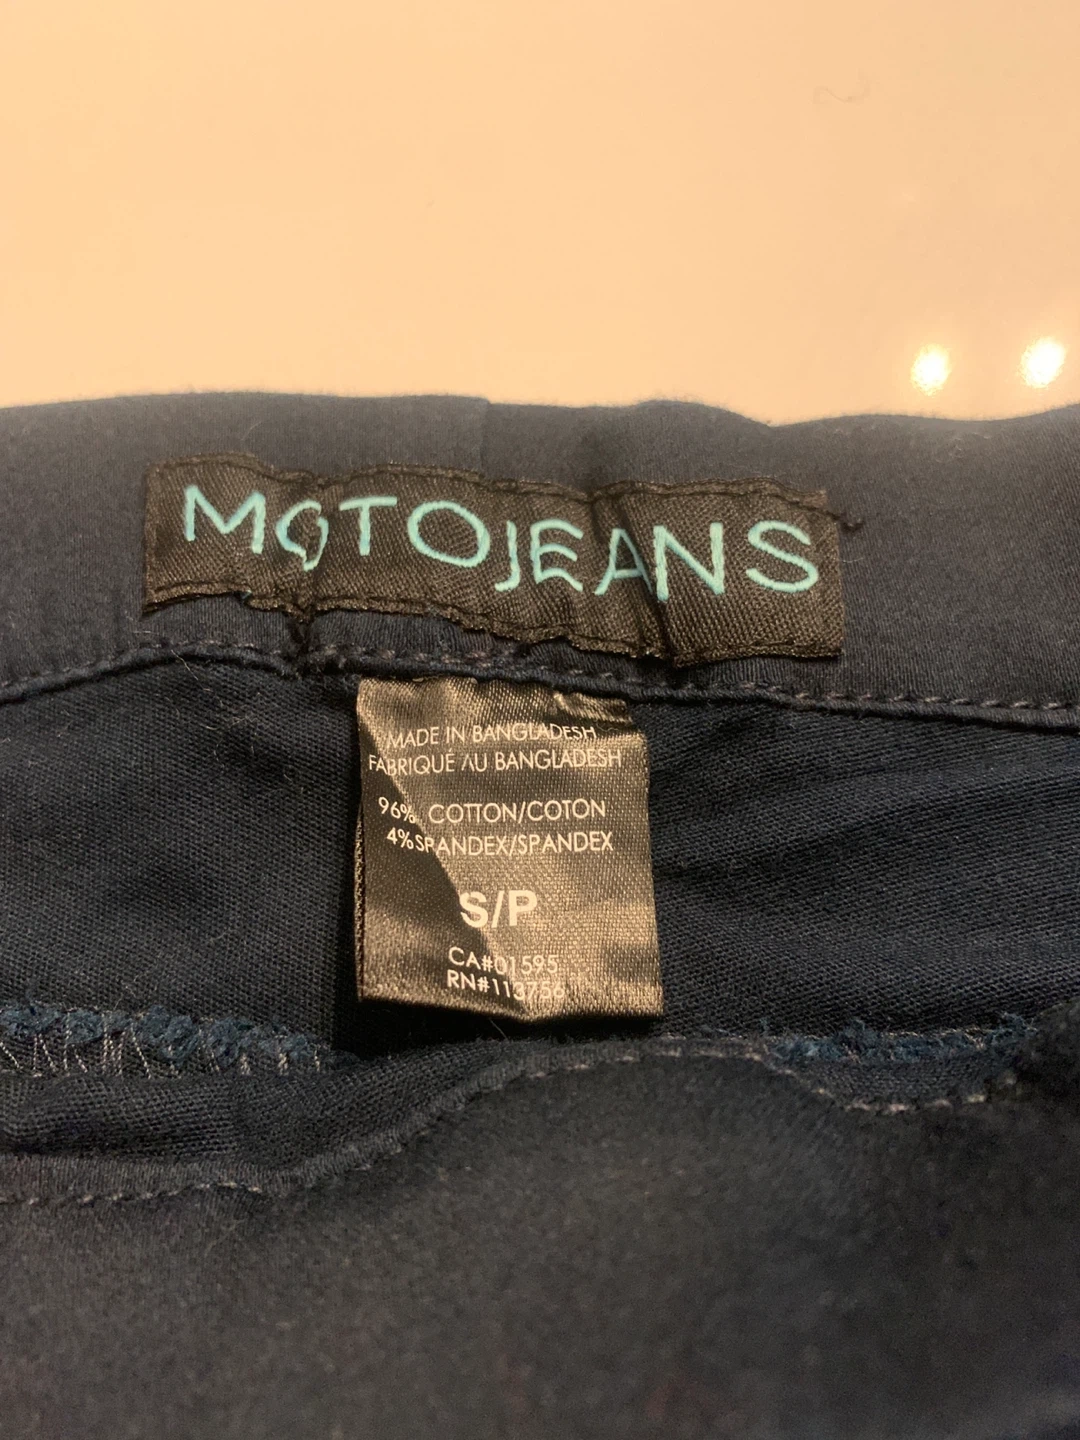 MOTOJEANS
MADE IN BANGLADESH
FABRIQUÉ AU BANGLADESH
96% COTTON/COTON
4% SPANDEX/SPANDEX
S/P
CA#01595
RN#113756